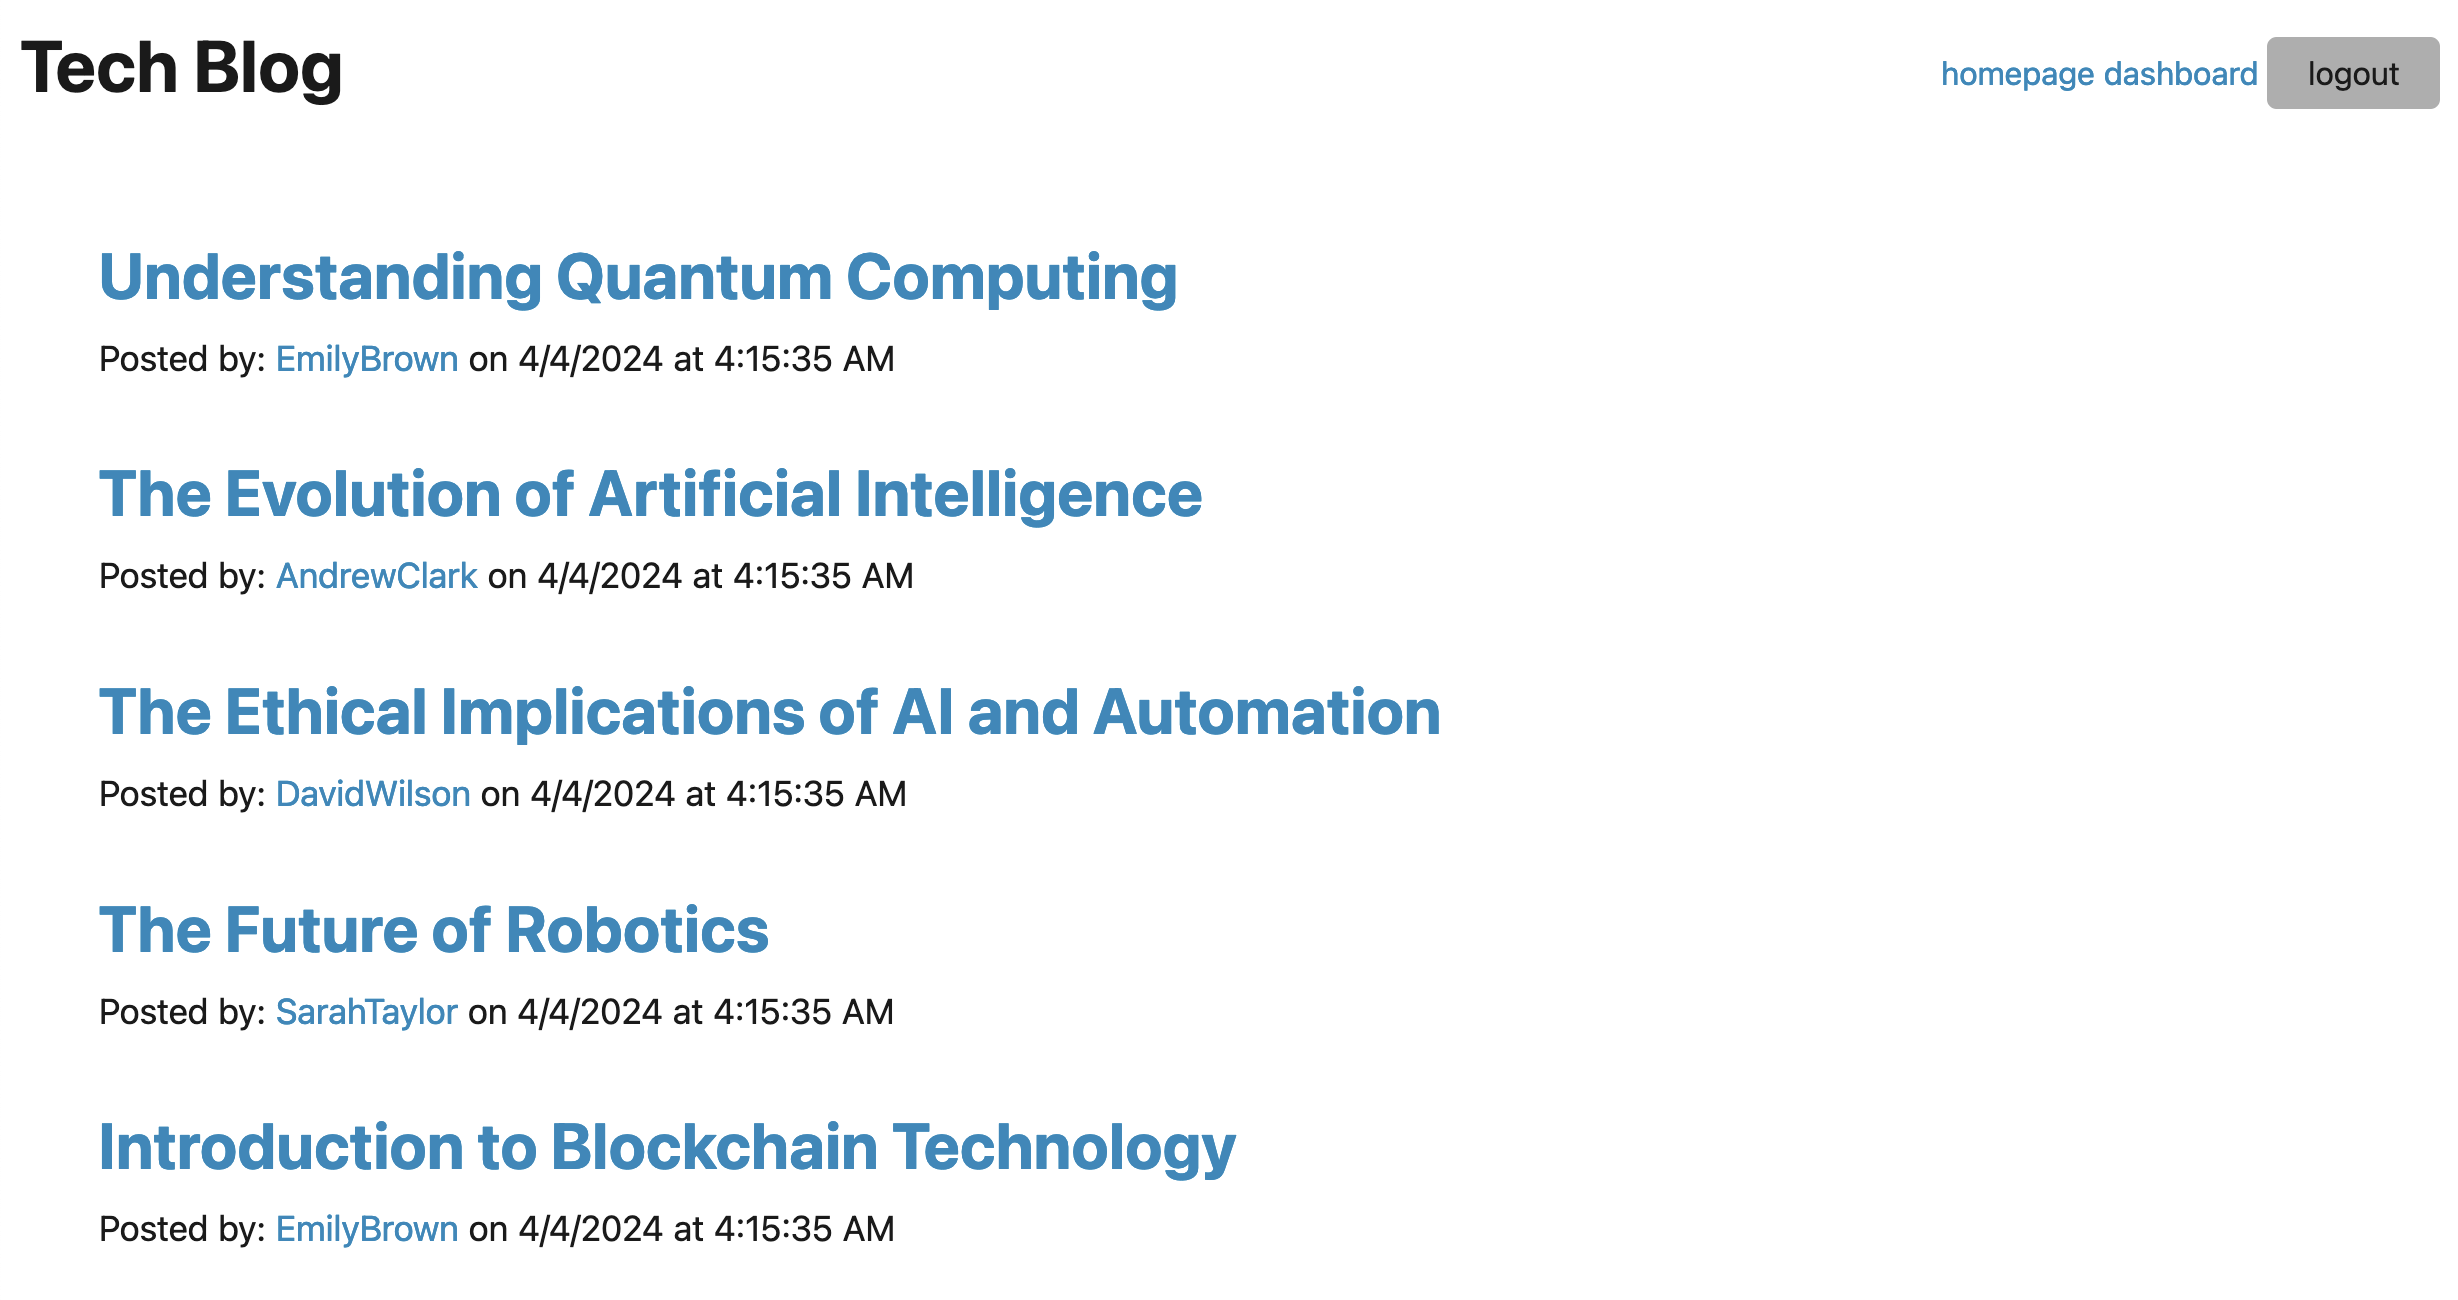 Tech Blog
homepage dashboard logout
Understanding Quantum Computing
Posted by: EmilyBrown on 4/4/2024 at 4:15:35 AM
The Evolution of Artificial Intelligence
Posted by: AndrewClark on 4/4/2024 at 4:15:35 AM
The Ethical Implications of AI and Automation
Posted by: DavidWilson on 4/4/2024 at 4:15:35 AM
The Future of Robotics
Posted by: SarahTaylor on 4/4/2024 at 4:15:35 AM
Introduction to Blockchain Technology
Posted by: EmilyBrown on 4/4/2024 at 4:15:35 AM